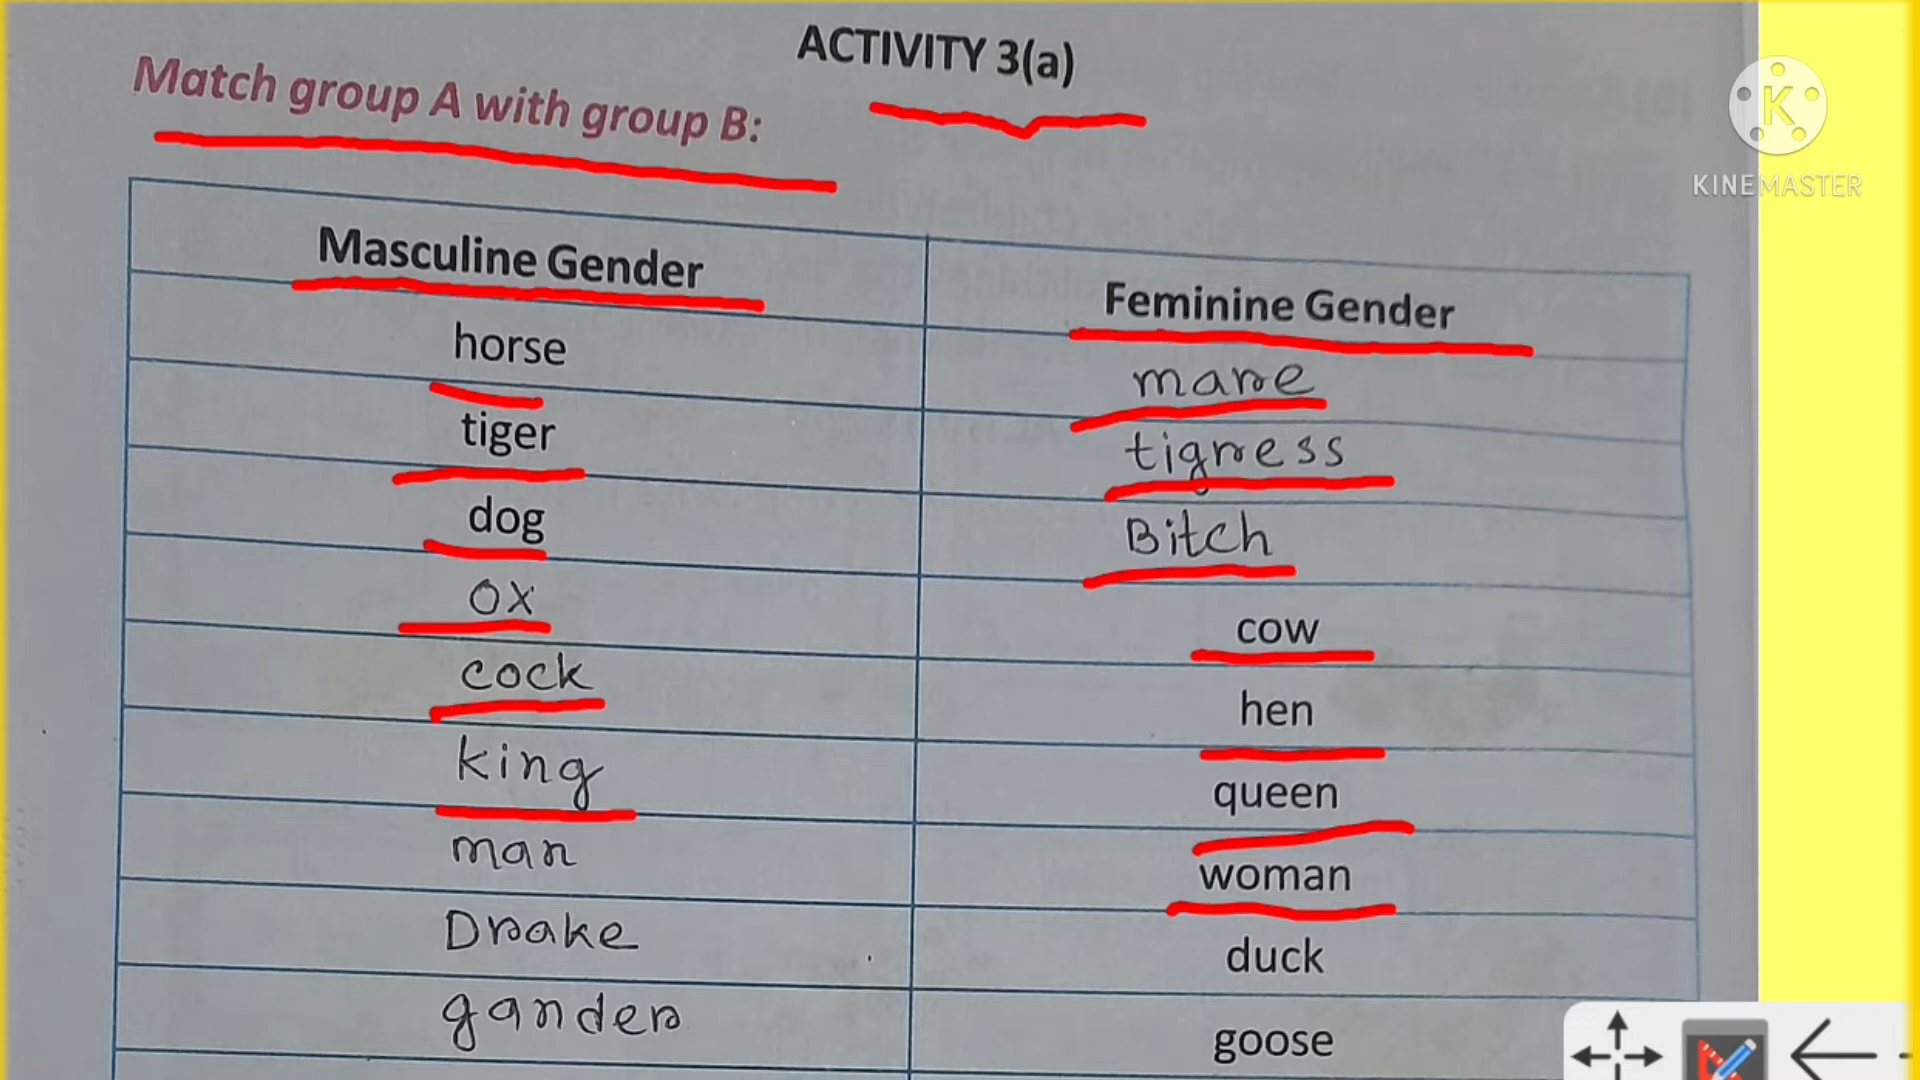 ACTIVITY 3(a)
Match group A with group B:
K
KINEMASTER
Masculine Gender Feminine Gender
horse mare
tiger tigress
dog Bitch
ox cow
cock hen
king queen
man woman
Drake duck
gander goose